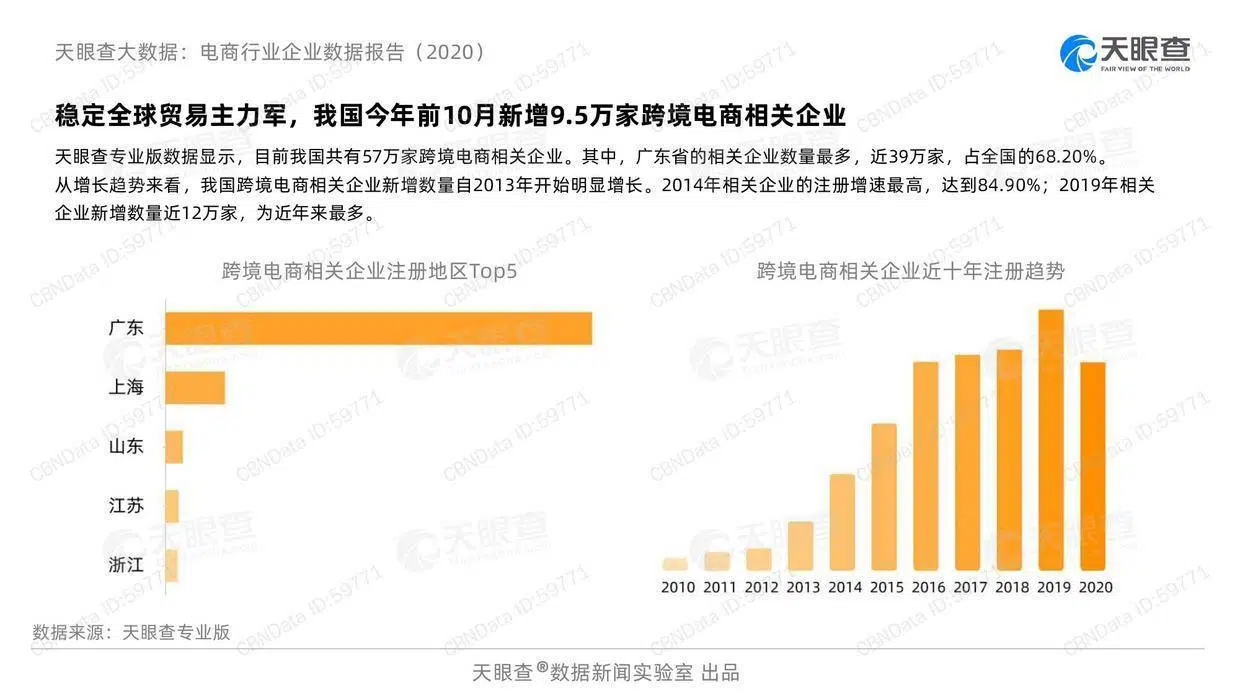 天眼查大数据：电商行业企业数据报告（2020）
天眼查
FAIR VIEW OF THE WORLD
稳定全球贸易主力军，我国今年前10月新增9.5万家跨境电商相关企业
天眼查专业版数据显示，目前我国共有57万家跨境电商相关企业。其中，广东省的相关企业数量最多，近39万家，占全国的68.20%。
从增长趋势来看，我国跨境电商相关企业新增数量自2013年开始明显增长。2014年相关企业的注册增速最高，达到84.90%；2019年相关
企业新增数量近12万家，为近年来最多。
跨境电商相关企业注册地区Top5
广东
上海
山东
江苏
浙江
跨境电商相关企业近十年注册趋势
2010 2011 2012 2013 2014 2015 2016 2017 2018 2019 2020
数据来源：天眼查专业版
天眼查®数据新闻实验室 出品
CBNData ID:59771